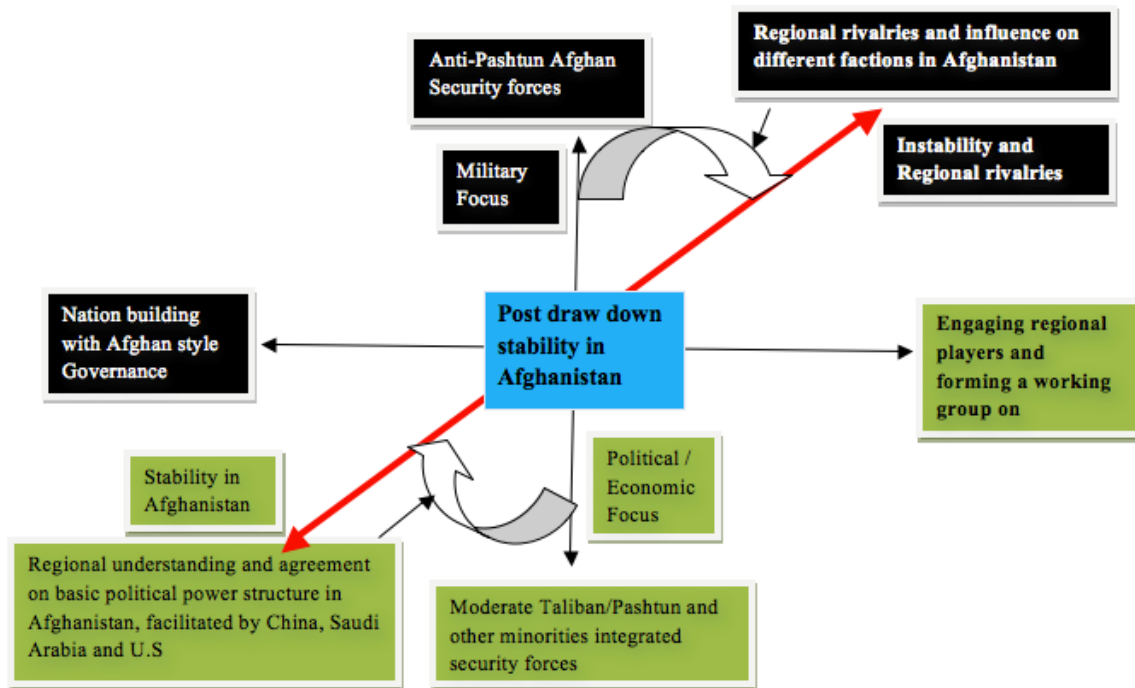 Regional rivalries and influence on
different factions in Afghanistan
Anti-Pashtun Afghan
Security forces
Instability and
Regional rivalries
Military
Focus
Nation building
with Afghan style
Governance
Post draw down
stability in
Afghanistan
Engaging regional
players and
forming a working
group on
Stability in
Afghanistan
Political /
Economic
Focus
Regional understanding and agreement
on basic political power structure in
Afghanistan, facilitated by China, Saudi
Arabia and U.S
Moderate Taliban/Pashtun and
other minorities integrated
security forces